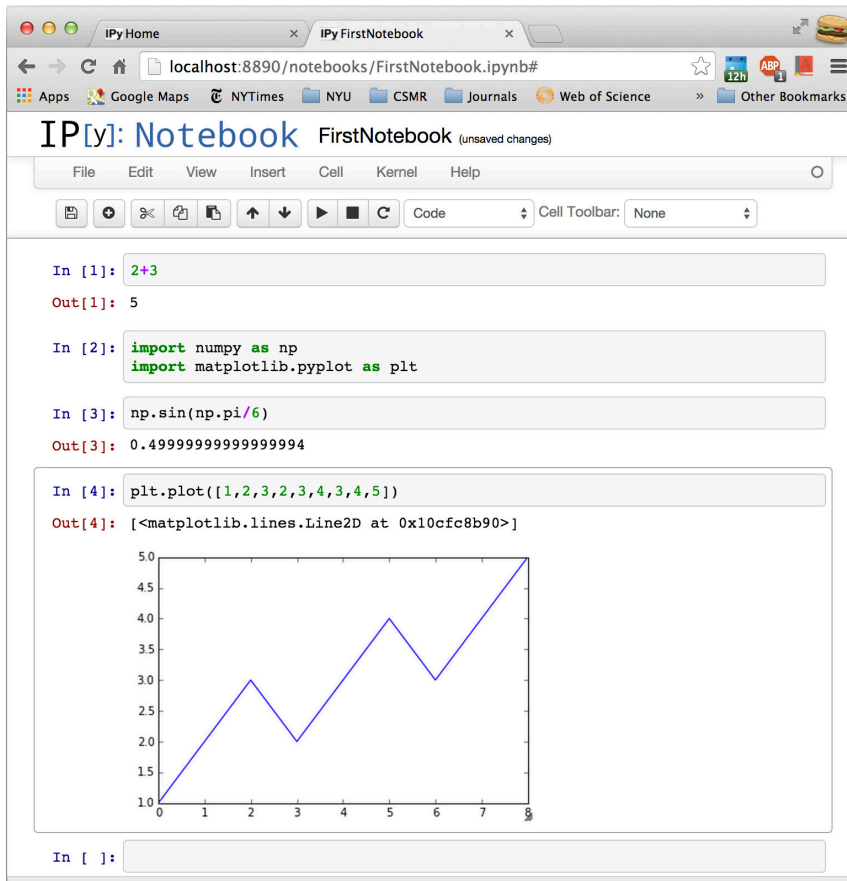 IPy Home × IPy FirstNotebook ×
localhost:8890/notebooks/FirstNotebook.ipynb#
12h ABP 1
Apps Google Maps NYTimes NYU CSMR Journals Web of Science » Other Bookmarks
IP[y]: Notebook FirstNotebook (unsaved changes)
File Edit View Insert Cell Kernel Help
Code Cell Toolbar: None
In [1]: 2+3
Out[1]: 5
In [2]: import numpy as np
import matplotlib.pyplot as plt
In [3]: np.sin(np.pi/6)
Out[3]: 0.49999999999999994
In [4]: plt.plot([1,2,3,2,3,4,3,4,5])
Out[4]: [<matplotlib.lines.Line2D at 0x10cfc8b90>]
5.0
4.5
4.0
3.5
3.0
2.5
2.0
1.5
1.0
0 1 2 3 4 5 6 7 8
In [ ]: